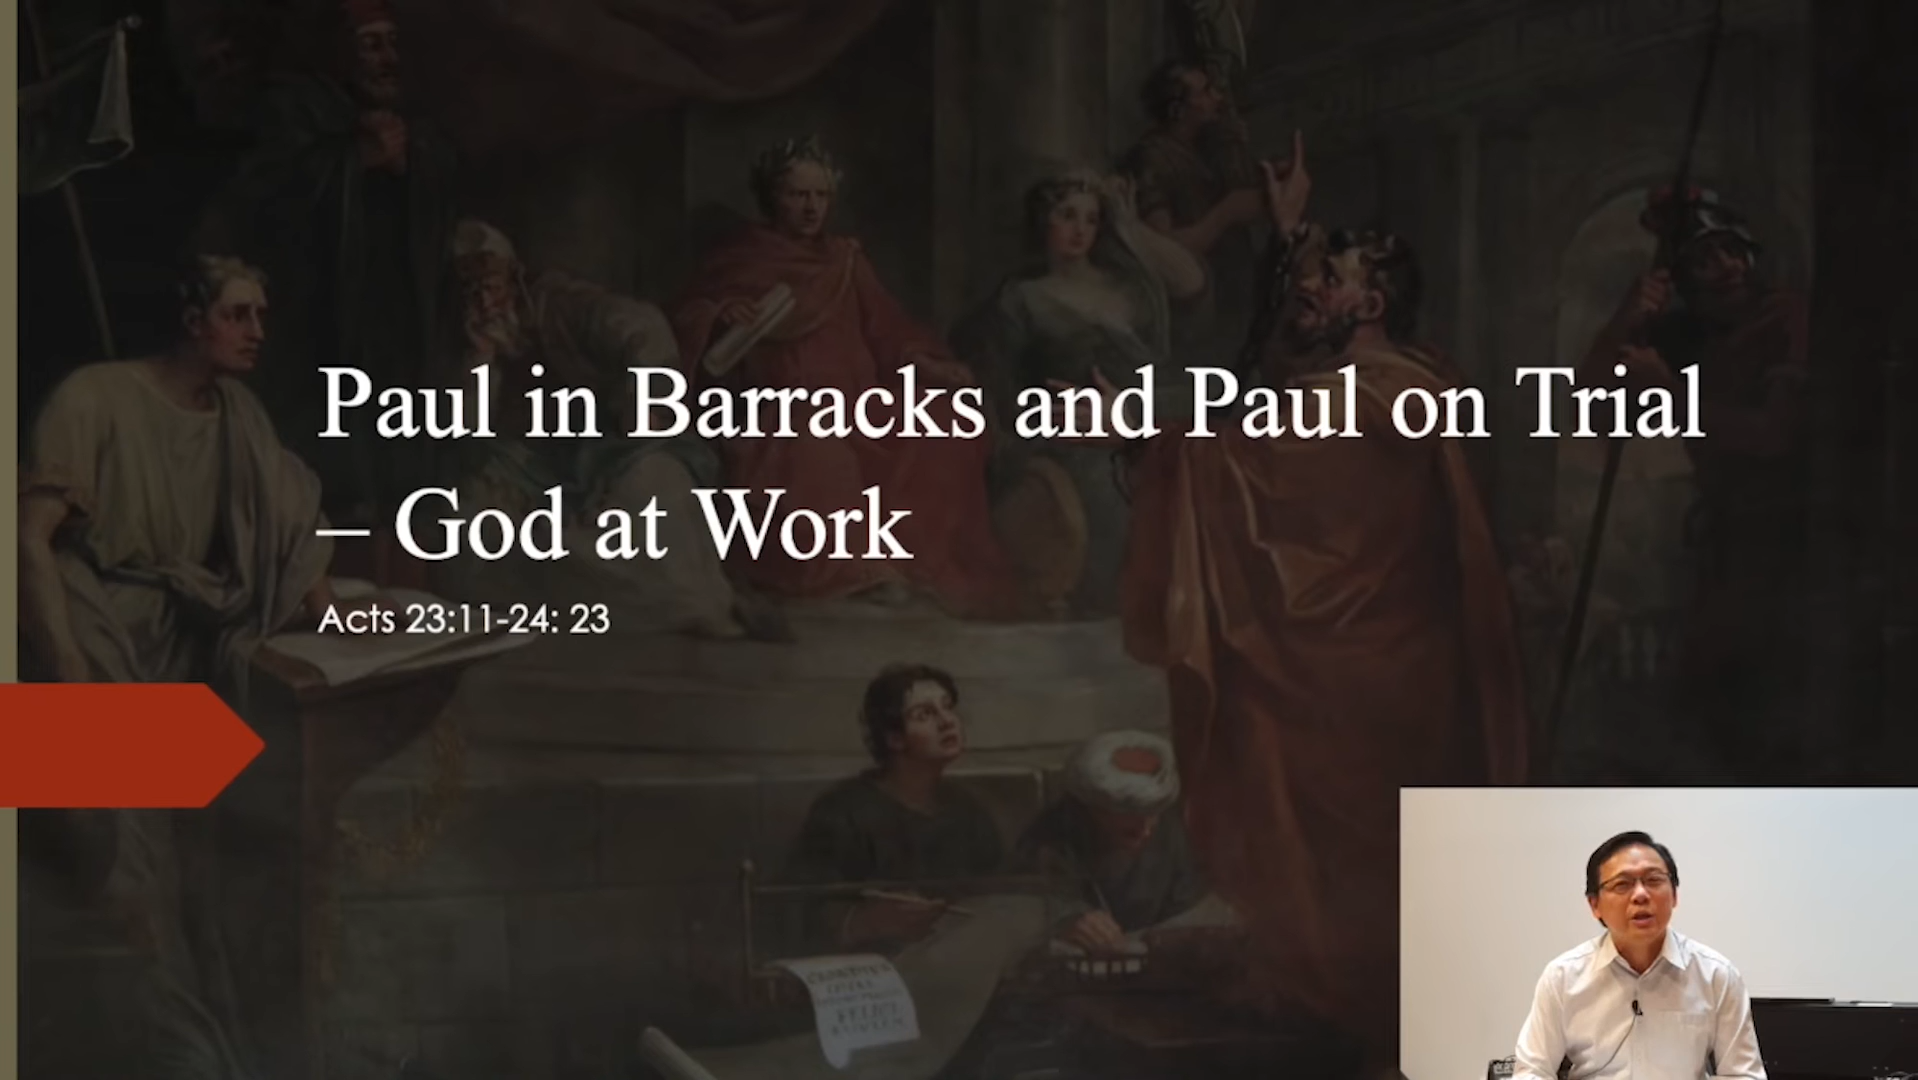 Paul in Barracks and Paul on Trial
– God at Work
Acts 23:11-24: 23